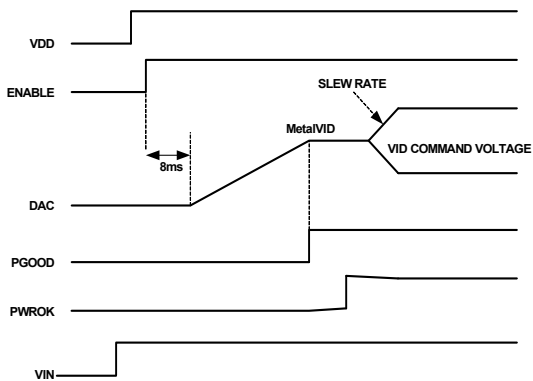 VDD
ENABLE
SLEW RATE
MetalVID
VID COMMAND VOLTAGE
8ms
DAC
PGOOD
PWROK
VIN